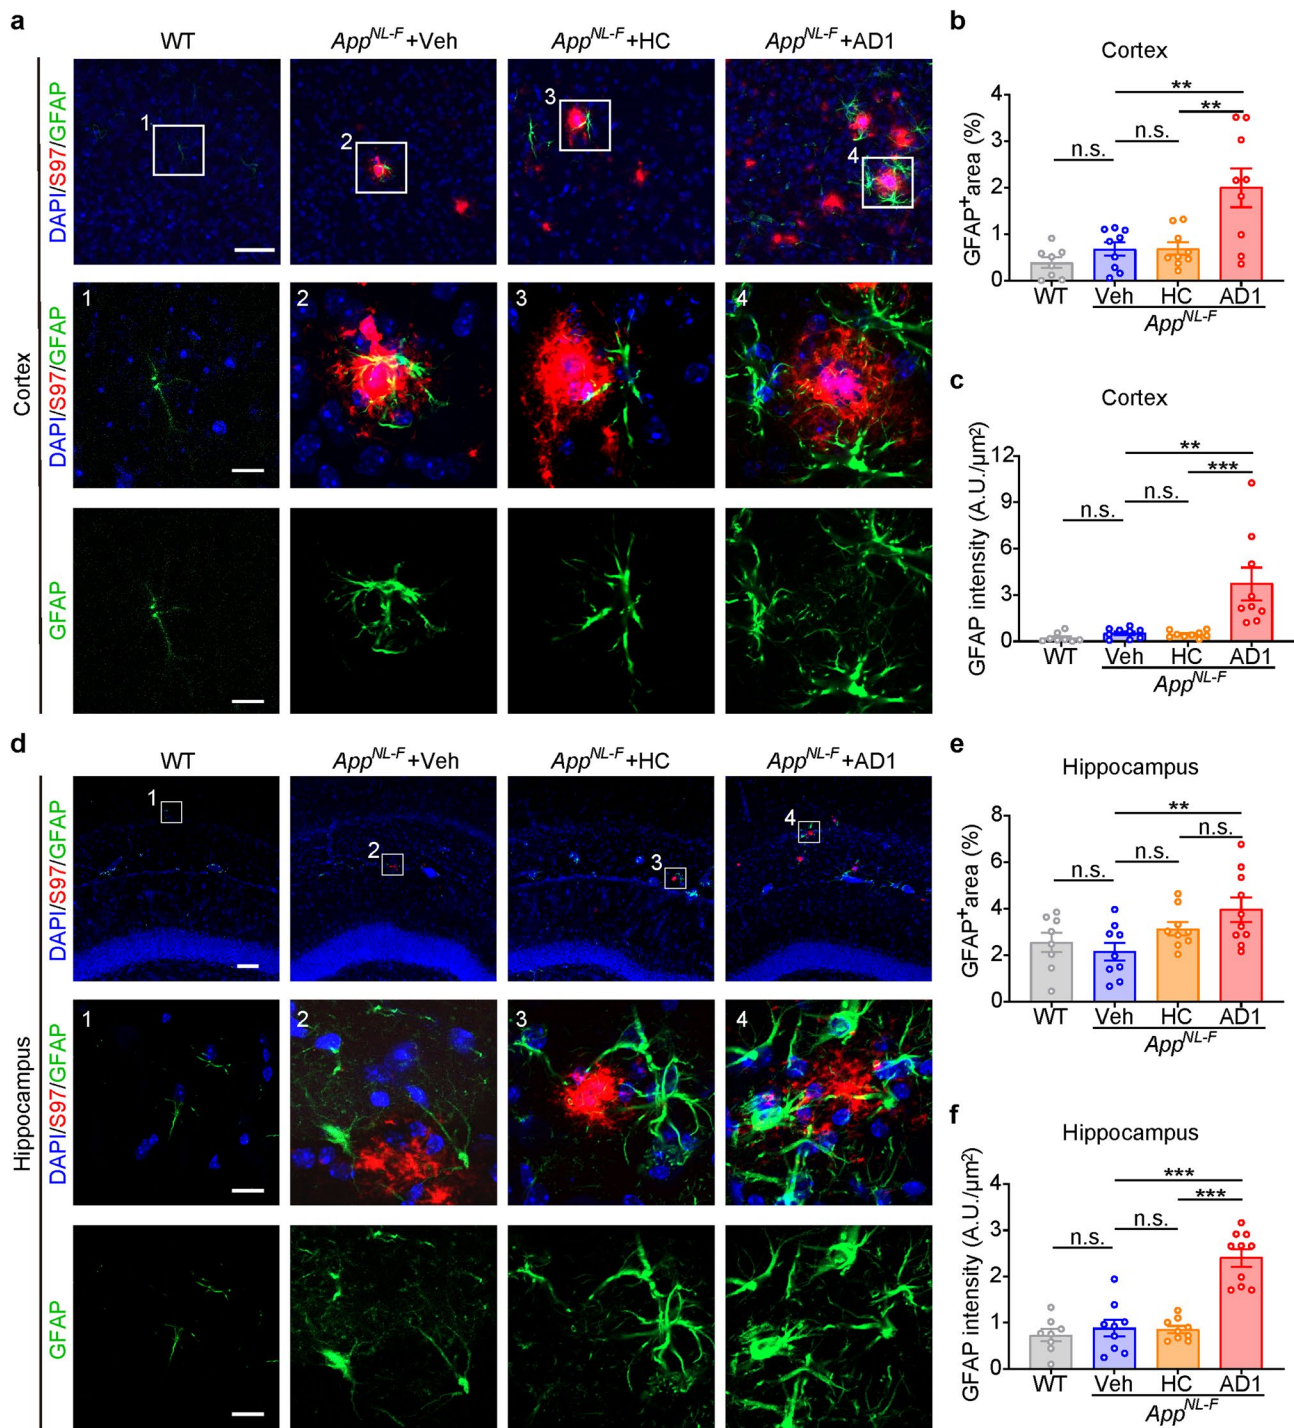 a
WT
App^NL-F +Veh
App^NL-F +HC
App^NL-F +AD1
DAPI/S97/GFAP
1
2
3
4
Cortex
DAPI/S97/GFAP
1
2
3
4
GFAP
b
Cortex
GFAP⁺area (%)
4
3
2
1
0
**
**
n.s.
n.s.
WT
Veh
HC
AD1
App^NL-F
c
Cortex
GFAP intensity (A.U./μm²)
12
9
6
3
0
**
***
n.s.
n.s.
WT
Veh
HC
AD1
App^NL-F
d
WT
App^NL-F +Veh
App^NL-F +HC
App^NL-F +AD1
DAPI/S97/GFAP
1
2
3
4
Hippocampus
DAPI/S97/GFAP
1
2
3
4
GFAP
e
Hippocampus
GFAP⁺area (%)
8
6
4
2
0
**
n.s.
n.s.
n.s.
WT
Veh
HC
AD1
App^NL-F
f
Hippocampus
GFAP intensity (A.U./μm²)
4
3
2
1
0
***
***
n.s.
n.s.
WT
Veh
HC
AD1
App^NL-F